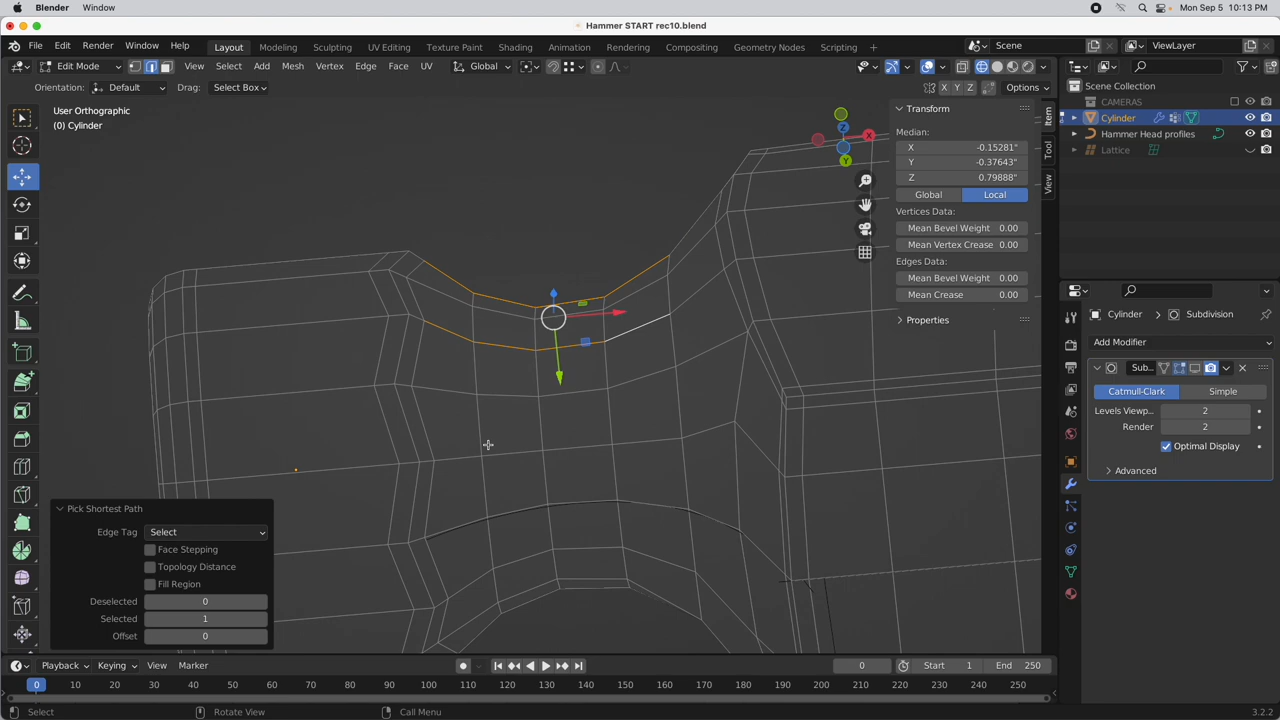 Blender Window Mon Sep 5 10:13 PM
Hammer START rec10.blend
File Edit Render Window Help Layout Modeling Sculpting UV Editing Texture Paint Shading Animation Rendering Compositing Geometry Nodes Scripting + Scene ViewLayer
Edit Mode View Select Add Mesh Vertex Edge Face UV Global
Orientation: Default Drag: Select Box X Y Z Options
User Orthographic
(0) Cylinder
Transform
Median:
X -0.15281"
Y -0.37643"
Z 0.79888"
Global Local
Vertices Data:
Mean Bevel Weight 0.00
Mean Vertex Crease 0.00
Edges Data:
Mean Bevel Weight 0.00
Mean Crease 0.00
Properties
Item
Tool
View
X
Y
Z
Scene Collection
CAMERAS
Cylinder
Hammer Head profiles
Lattice
Cylinder > Subdivision
Add Modifier
Sub..
Catmull-Clark Simple
Levels Viewp... 2
Render 2
Optimal Display
Advanced
Pick Shortest Path
Edge Tag Select
Face Stepping
Topology Distance
Fill Region
Deselected 0
Selected 1
Offset 0
Playback Keying View Marker 0 Start 1 End 250
0 10 20 30 40 50 60 70 80 90 100 110 120 130 140 150 160 170 180 190 200 210 220 230 240 250
Select Rotate View Call Menu 3.2.2